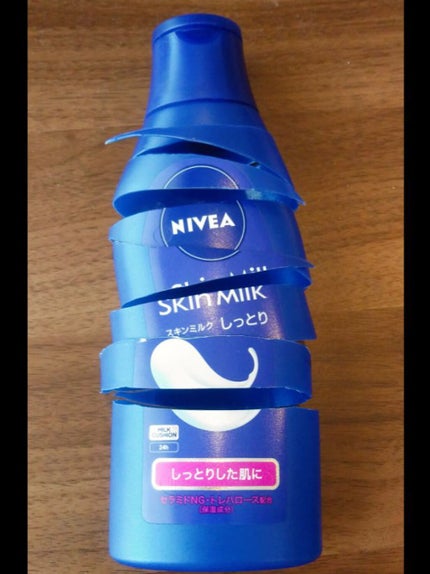 NIVEA
Skin Milk
スキンミルク しっとり
MILK
CUSHION
24h
しっとりした肌に
セラミドNG・トレハロース配合
(保湿成分)